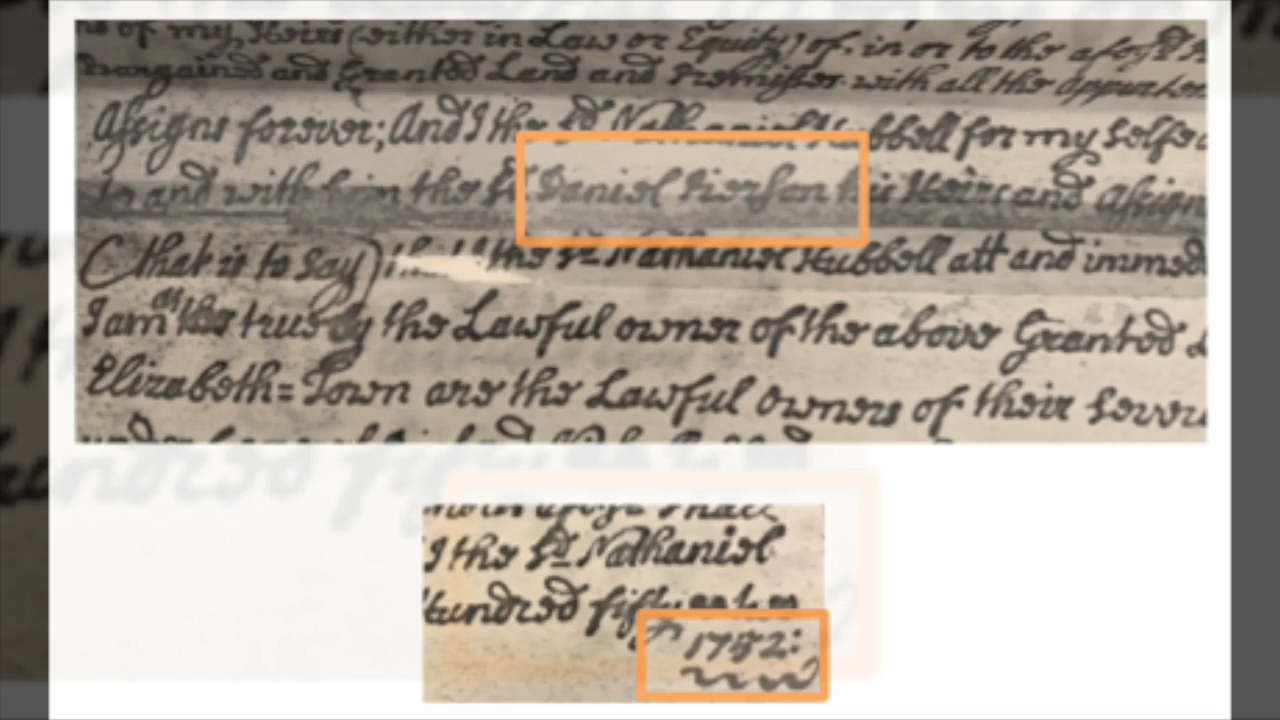 of my Heirs (either in Law or Equity) of, in or to the afors.d
Bargained and Granted Land and Premisses with all the appurten
Assigns forever; And I the Sd Nathaniel Hubbell for my Selfe
to and with him the Sd Daniel Pierson his Heirs and assign
(that is to say) that the Sd Nathaniel Hubbell att and immed
I am the true the Lawful owner of the above Granted
Elizabeth=Town are the Lawful Owners of their Sever
I the Sd Nathaniel
Hundred fifty
1752: